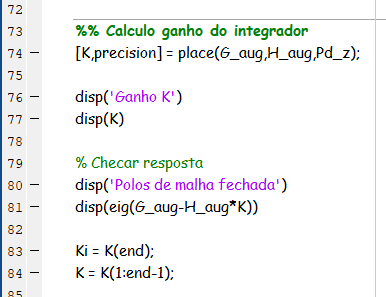 72
73 %% Calculo ganho do integrador
74 — [K,precision] = place(G_aug,H_aug,Pd_z);
75
76 — disp('Ganho K')
77 — disp(K)
78
79 % Checar resposta
80 — disp('Polos de malha fechada')
81 — disp(eig(G_aug-H_aug*K))
82
83 — Ki = K(end);
84 — K = K(1:end-1);
85